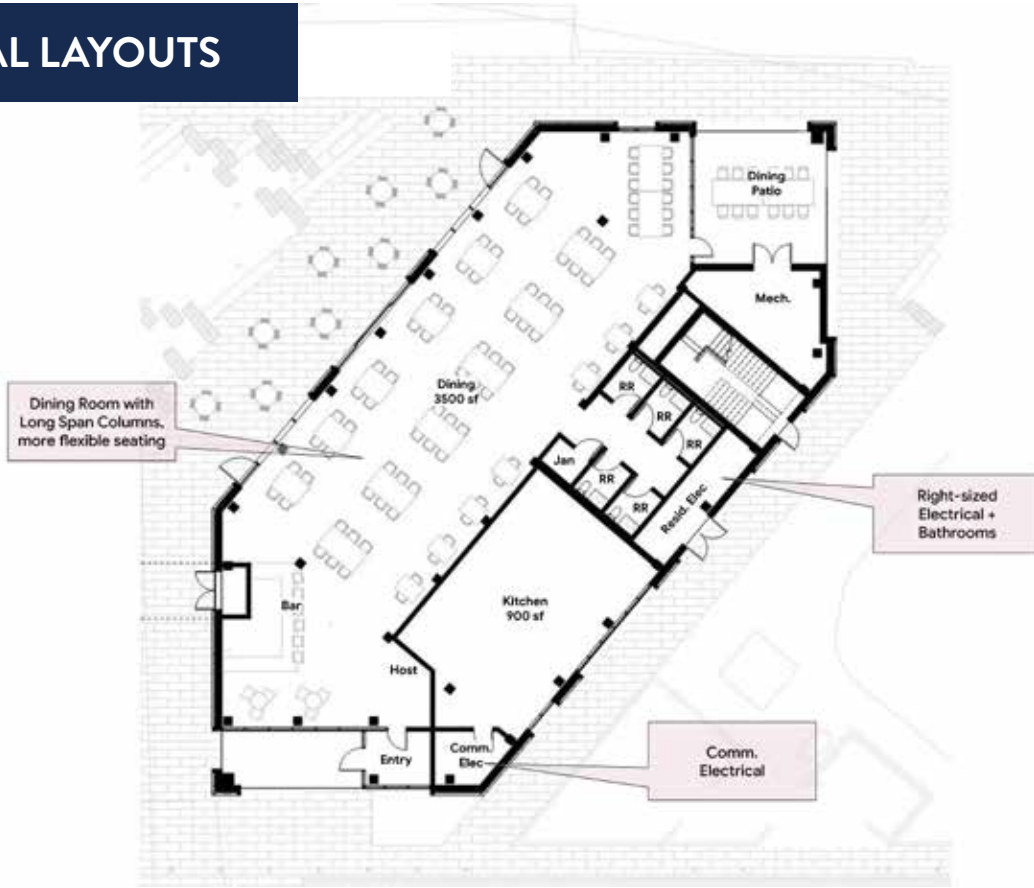 AL LAYOUTS
Dining
Patio
Mech.
Dining
3500 sf
RR
RR
RR
Dining Room with
Long Span Columns,
more flexible seating
Jan
RR
RR
Resid. Elec
Right-sized
Electrical +
Bathrooms
Kitchen
900 sf
Bar
Host
Entry
Comm.
Elec
Comm.
Electrical